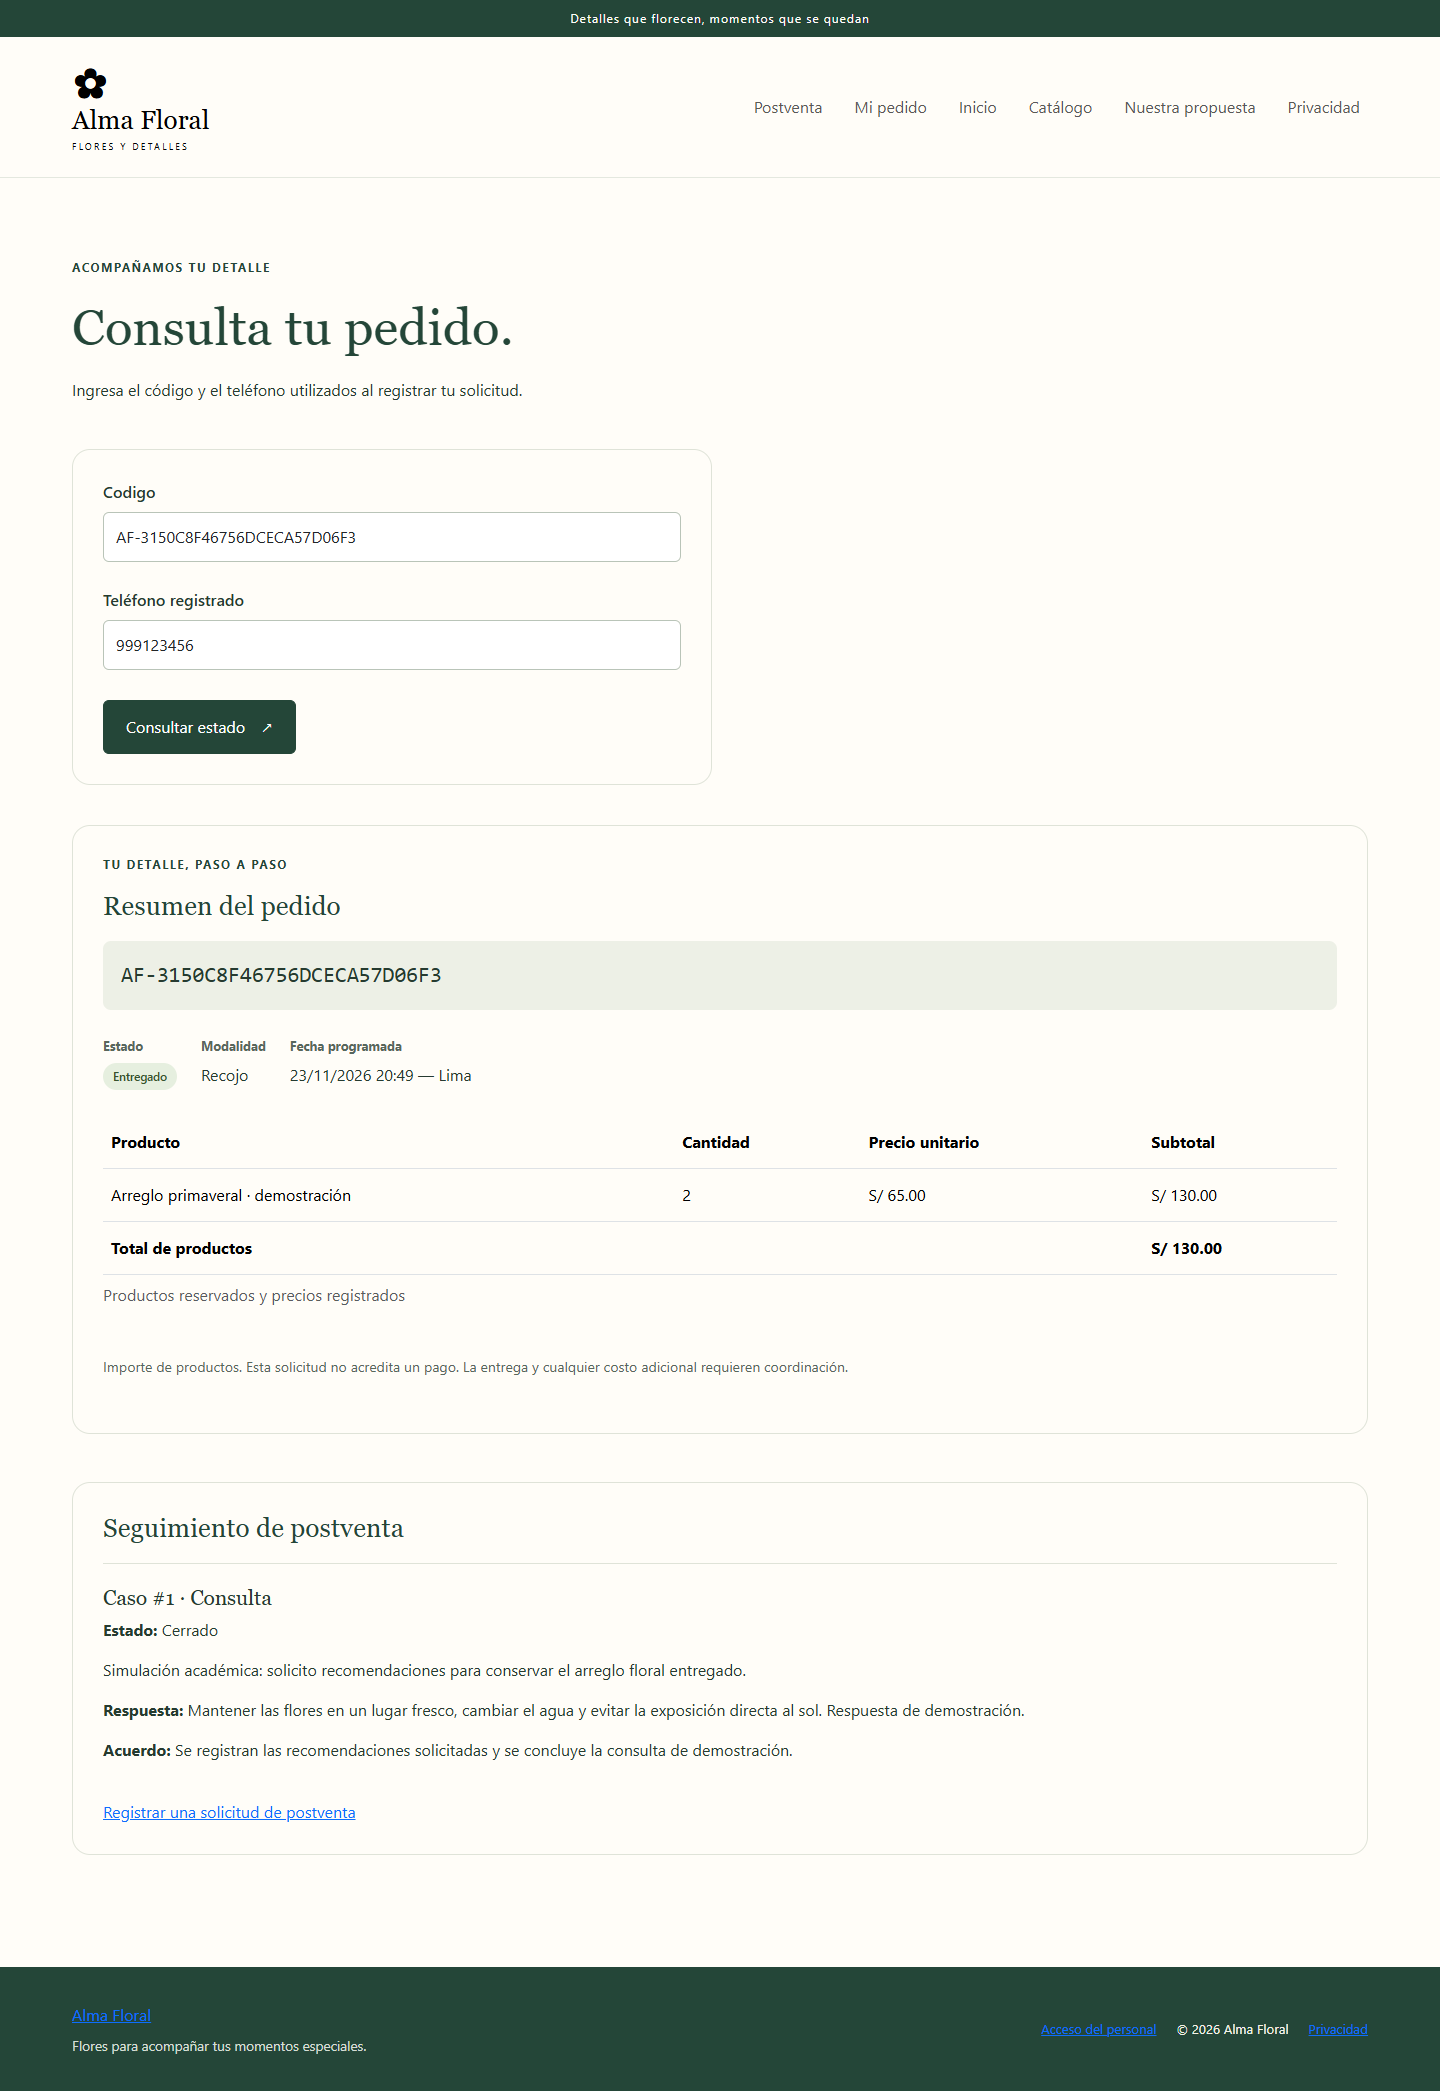 Detalles que florecen, momentos que se quedan
Alma Floral
FLORES Y DETALLES
Postventa Mi pedido Inicio Catálogo Nuestra propuesta Privacidad
ACOMPAÑAMOS TU DETALLE
Consulta tu pedido.
Ingresa el código y el teléfono utilizados al registrar tu solicitud.
Codigo
AF-3150C8F46756DCECA57D06F3
Teléfono registrado
999123456
Consultar estado ↗
TU DETALLE, PASO A PASO
Resumen del pedido
AF-3150C8F46756DCECA57D06F3
Estado Modalidad Fecha programada
Entregado Recojo 23/11/2026 20:49 — Lima
Producto Cantidad Precio unitario Subtotal
Arreglo primaveral · demostración 2 S/ 65.00 S/ 130.00
Total de productos S/ 130.00
Productos reservados y precios registrados
Importe de productos. Esta solicitud no acredita un pago. La entrega y cualquier costo adicional requieren coordinación.
Seguimiento de postventa
Caso #1 · Consulta
Estado: Cerrado
Simulación académica: solicito recomendaciones para conservar el arreglo floral entregado.
Respuesta: Mantener las flores en un lugar fresco, cambiar el agua y evitar la exposición directa al sol. Respuesta de demostración.
Acuerdo: Se registran las recomendaciones solicitadas y se concluye la consulta de demostración.
Registrar una solicitud de postventa
Alma Floral
Flores para acompañar tus momentos especiales.
Acceso del personal © 2026 Alma Floral Privacidad